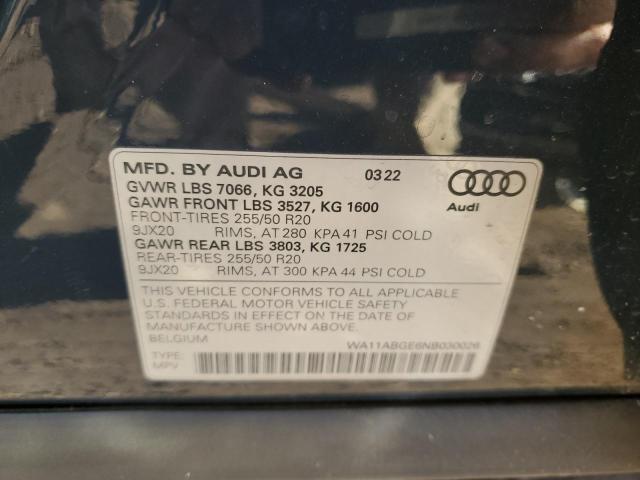 MFD. BY AUDI AG 03 22
GVWR LBS 7066, KG 3205
GAWR FRONT LBS 3527, KG 1600
FRONT-TIRES 255/50 R20
9JX20 RIMS, AT 280 KPA 41 PSI COLD
GAWR REAR LBS 3803, KG 1725
REAR-TIRES 255/50 R20
9JX20 RIMS, AT 300 KPA 44 PSI COLD
Audi
THIS VEHICLE CONFORMS TO ALL APPLICABLE
U.S. FEDERAL MOTOR VEHICLE SAFETY
STANDARDS IN EFFECT ON THE DATE OF
MANUFACTURE SHOWN ABOVE.
BELGIUM
WA11ABGE6NB030026
TYPE:
MPV